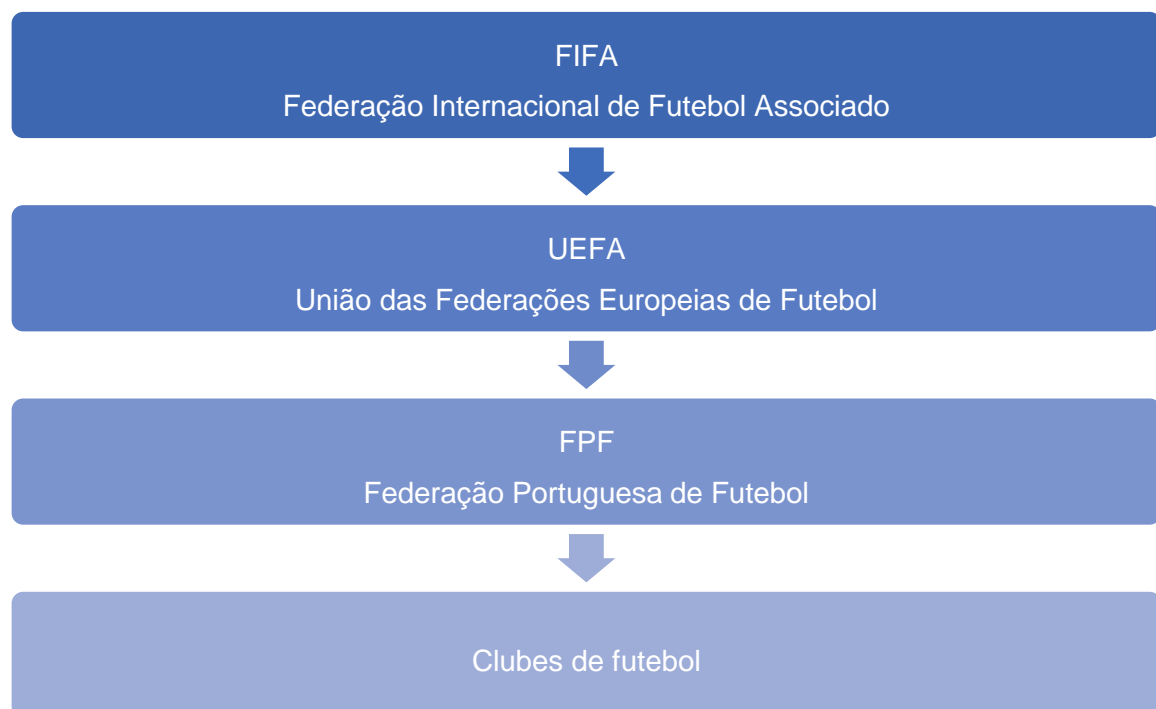 FIFA
Federação Internacional de Futebol Associado
UEFA
União das Federações Europeias de Futebol
FPF
Federação Portuguesa de Futebol
Clubes de futebol